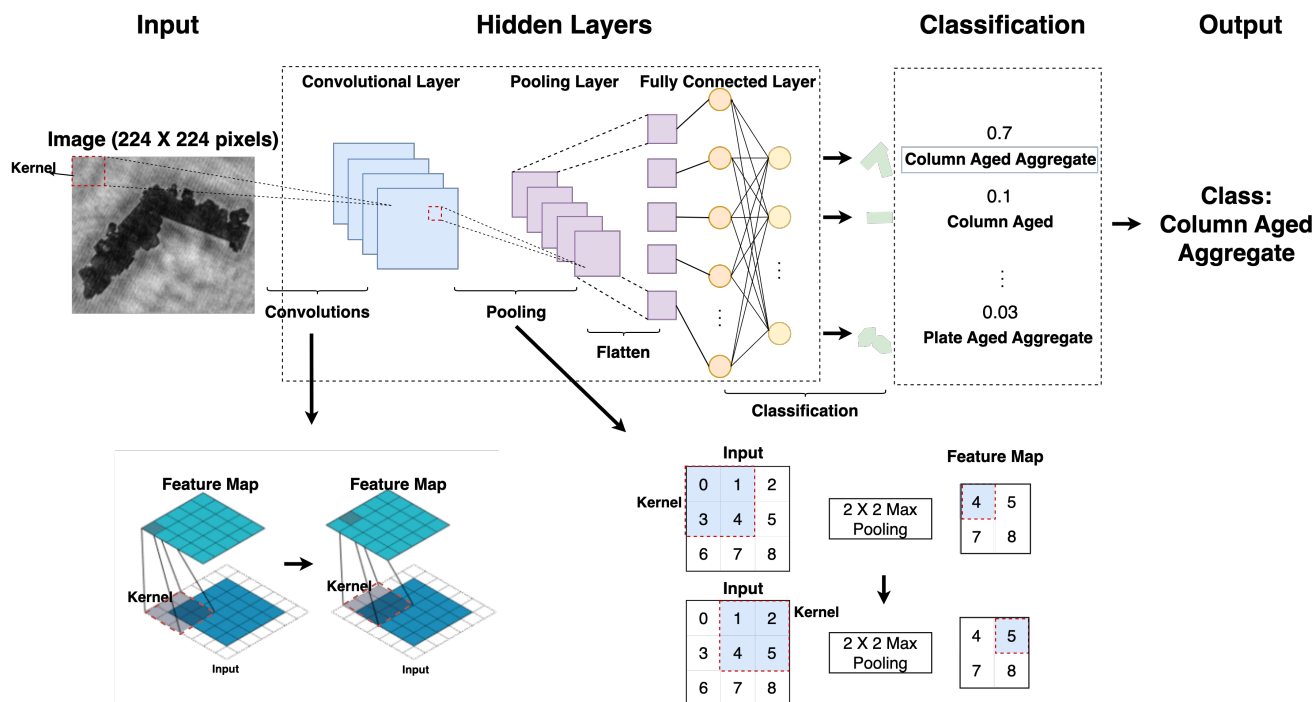 Input
Hidden Layers
Classification
Output
Convolutional Layer
Pooling Layer
Fully Connected Layer
Image (224 X 224 pixels)
Kernel
0.7
Column Aged Aggregate
0.1
Column Aged
⋮
0.03
Plate Aged Aggregate
Class:
Column Aged
Aggregate
Convolutions
Pooling
Flatten
Classification
Feature Map
Feature Map
Kernel
Kernel
Input
Input
Input
Kernel
0 1 2
3 4 5
6 7 8
2 X 2 Max
Pooling
Feature Map
4 5
7 8
Input
Kernel
0 1 2
3 4 5
6 7 8
2 X 2 Max
Pooling
4 5
7 8